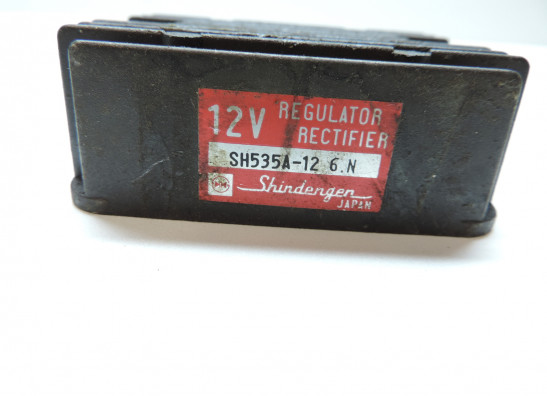 12V REGULATOR
RECTIFIER
SH535A-12 6.N
Shindengen
JAPAN